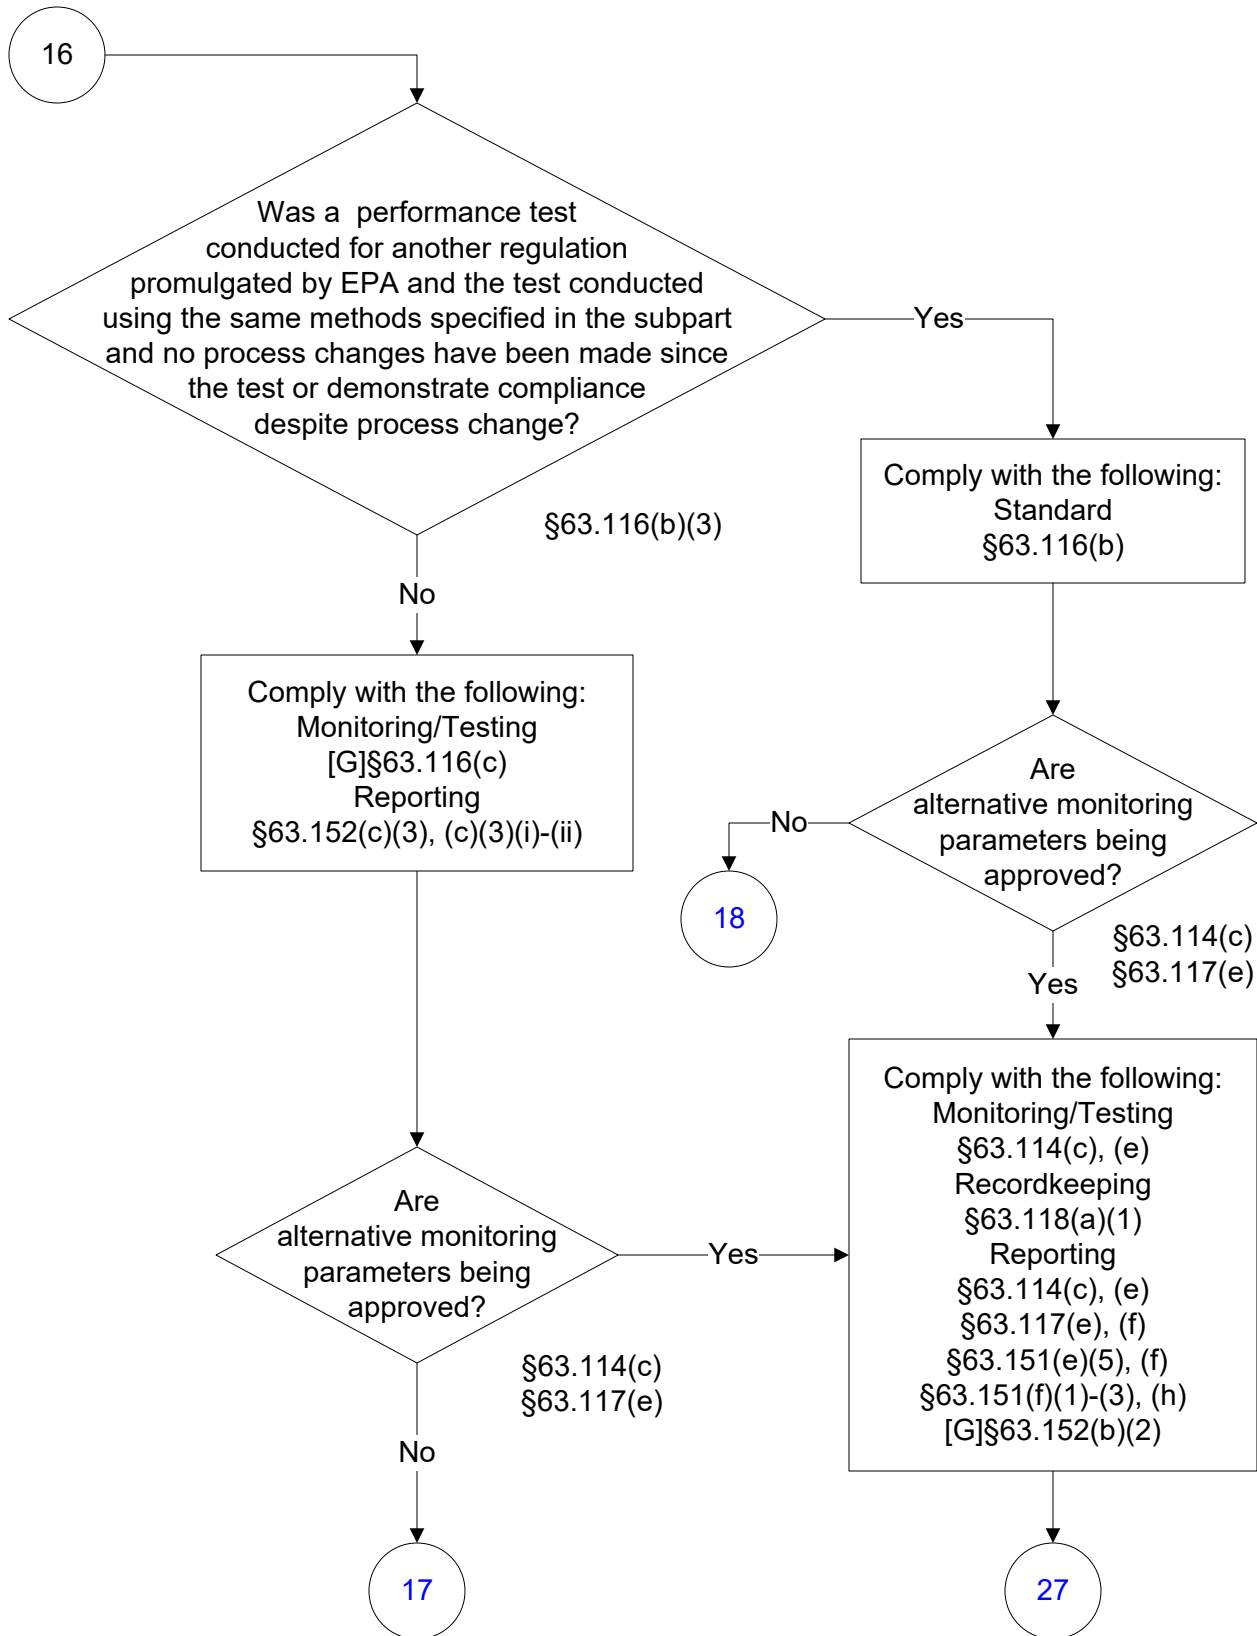 16
Was a performance test
conducted for another regulation
promulgated by EPA and the test conducted
using the same methods specified in the subpart
and no process changes have been made since
the test or demonstrate compliance
despite process change?
Yes
§63.116(b)(3)
No
Comply with the following:
Standard
§63.116(b)
Comply with the following:
Monitoring/Testing
[G]§63.116(c)
Reporting
§63.152(c)(3), (c)(3)(i)-(ii)
Are
alternative monitoring
parameters being
approved?
No
18
§63.114(c)
§63.117(e)
Yes
Comply with the following:
Monitoring/Testing
§63.114(c), (e)
Recordkeeping
§63.118(a)(1)
Reporting
§63.114(c), (e)
§63.117(e), (f)
§63.151(e)(5), (f)
§63.151(f)(1)-(3), (h)
[G]§63.152(b)(2)
Are
alternative monitoring
parameters being
approved?
Yes
§63.114(c)
§63.117(e)
No
17
27